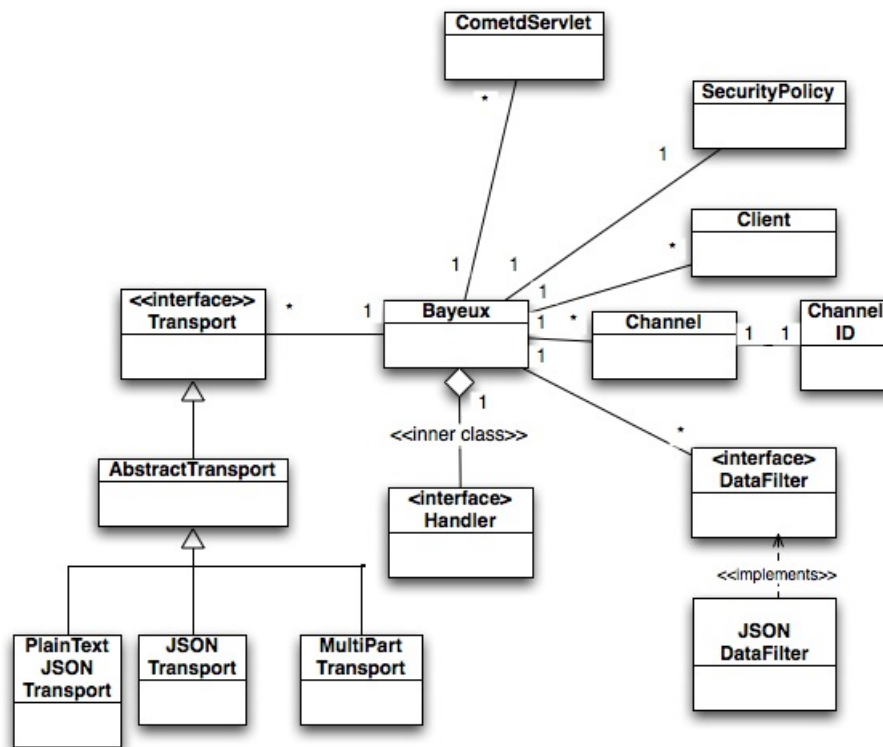 CometdServlet
*
SecurityPolicy
1
Client
*
1
1
1
<<interface>>
Transport
*
1
Bayeux
1
*
Channel
1
1
Channel
ID
1
1
<<inner class>>
*
<interface>
DataFilter
AbstractTransport
<interface>
Handler
<<implements>>
PlainText
JSON
Transport
JSON
Transport
MultiPart
Transport
JSON
DataFilter